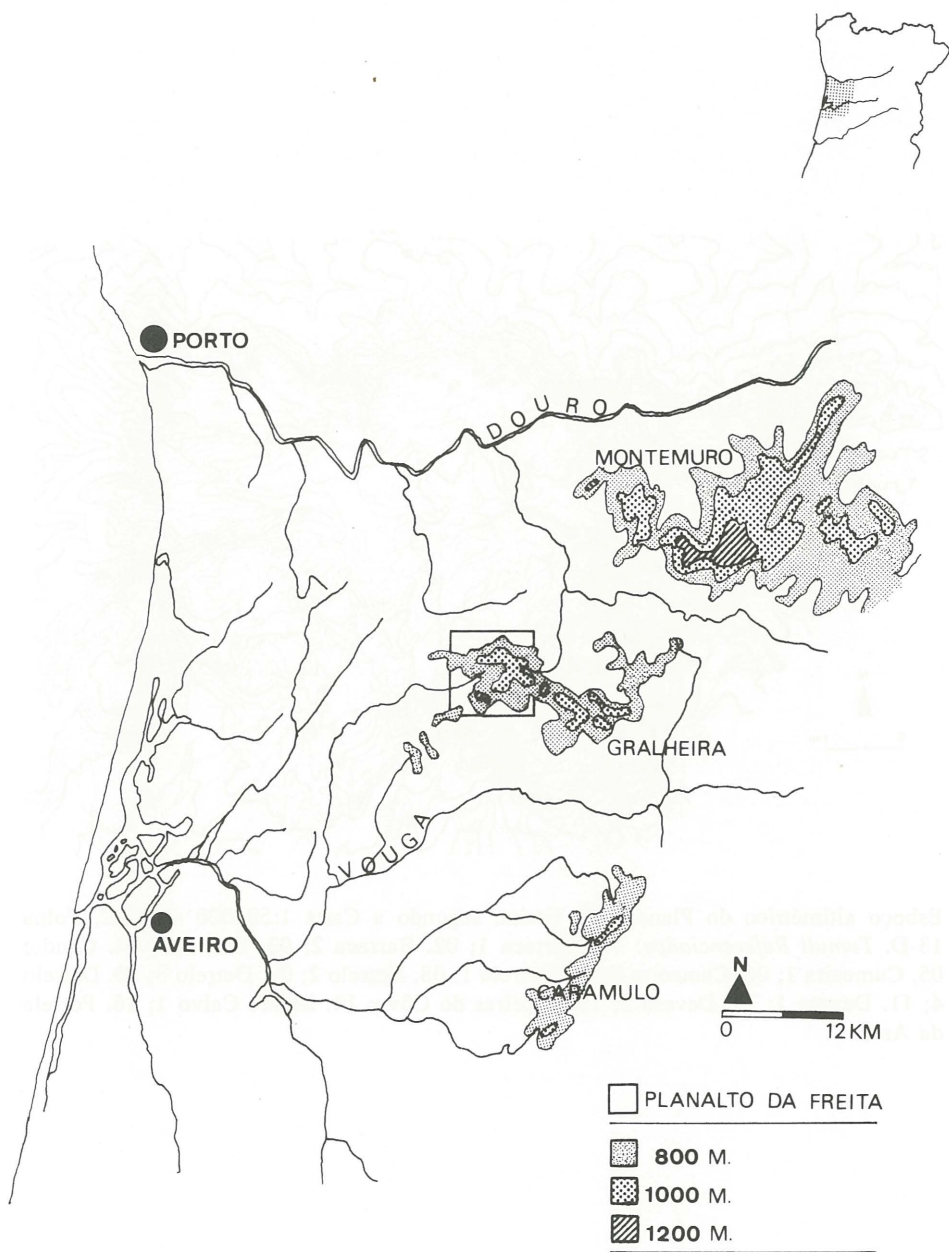 PORTO
DOURO
MONTEMURO
GRALHEIRA
VOUGA
AVEIRO
CARAMULO
N
0 12 KM
PLANALTO DA FREITA
800 M.
1000 M.
1200 M.